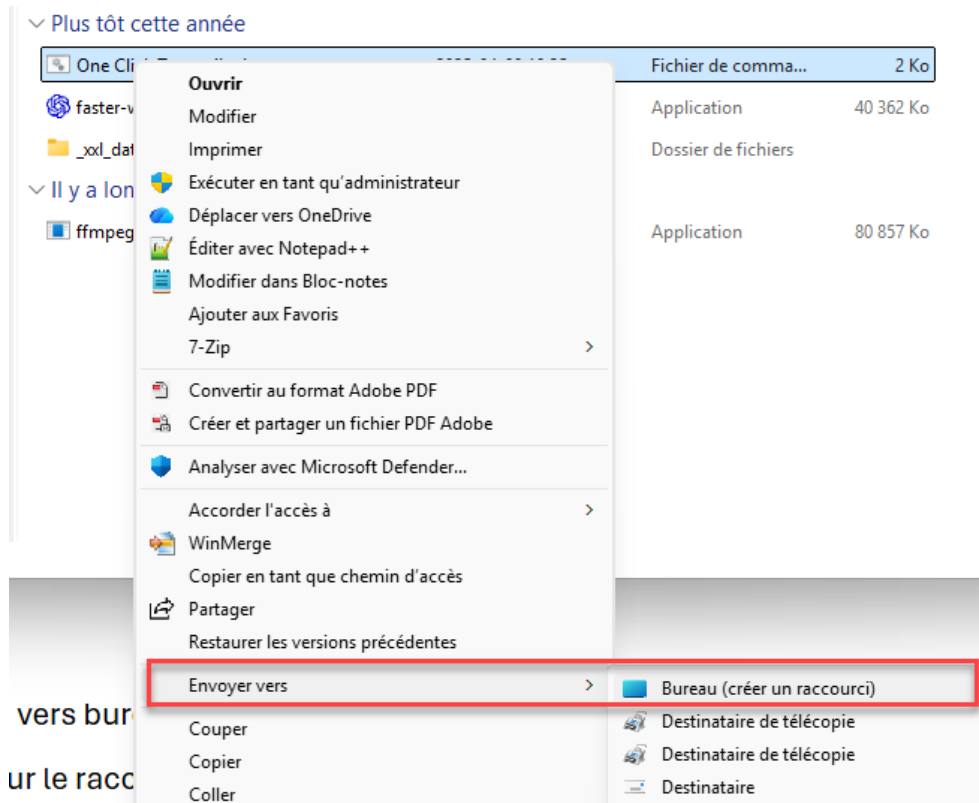 Plus tôt cette année
One Cli Fichier de comma... 2 Ko
faster-v Application 40 362 Ko
_xxl_dat Dossier de fichiers
Il y a lon
ffmpeg Application 80 857 Ko
Ouvrir
Modifier
Imprimer
Exécuter en tant qu'administrateur
Déplacer vers OneDrive
Éditer avec Notepad++
Modifier dans Bloc-notes
Ajouter aux Favoris
7-Zip
Convertir au format Adobe PDF
Créer et partager un fichier PDF Adobe
Analyser avec Microsoft Defender...
Accorder l'accès à
WinMerge
Copier en tant que chemin d'accès
Partager
Restaurer les versions précédentes
Envoyer vers
Couper
Copier
Coller
Bureau (créer un raccourci)
Destinataire de télécopie
Destinataire de télécopie
Destinataire
vers bur
ur le racc